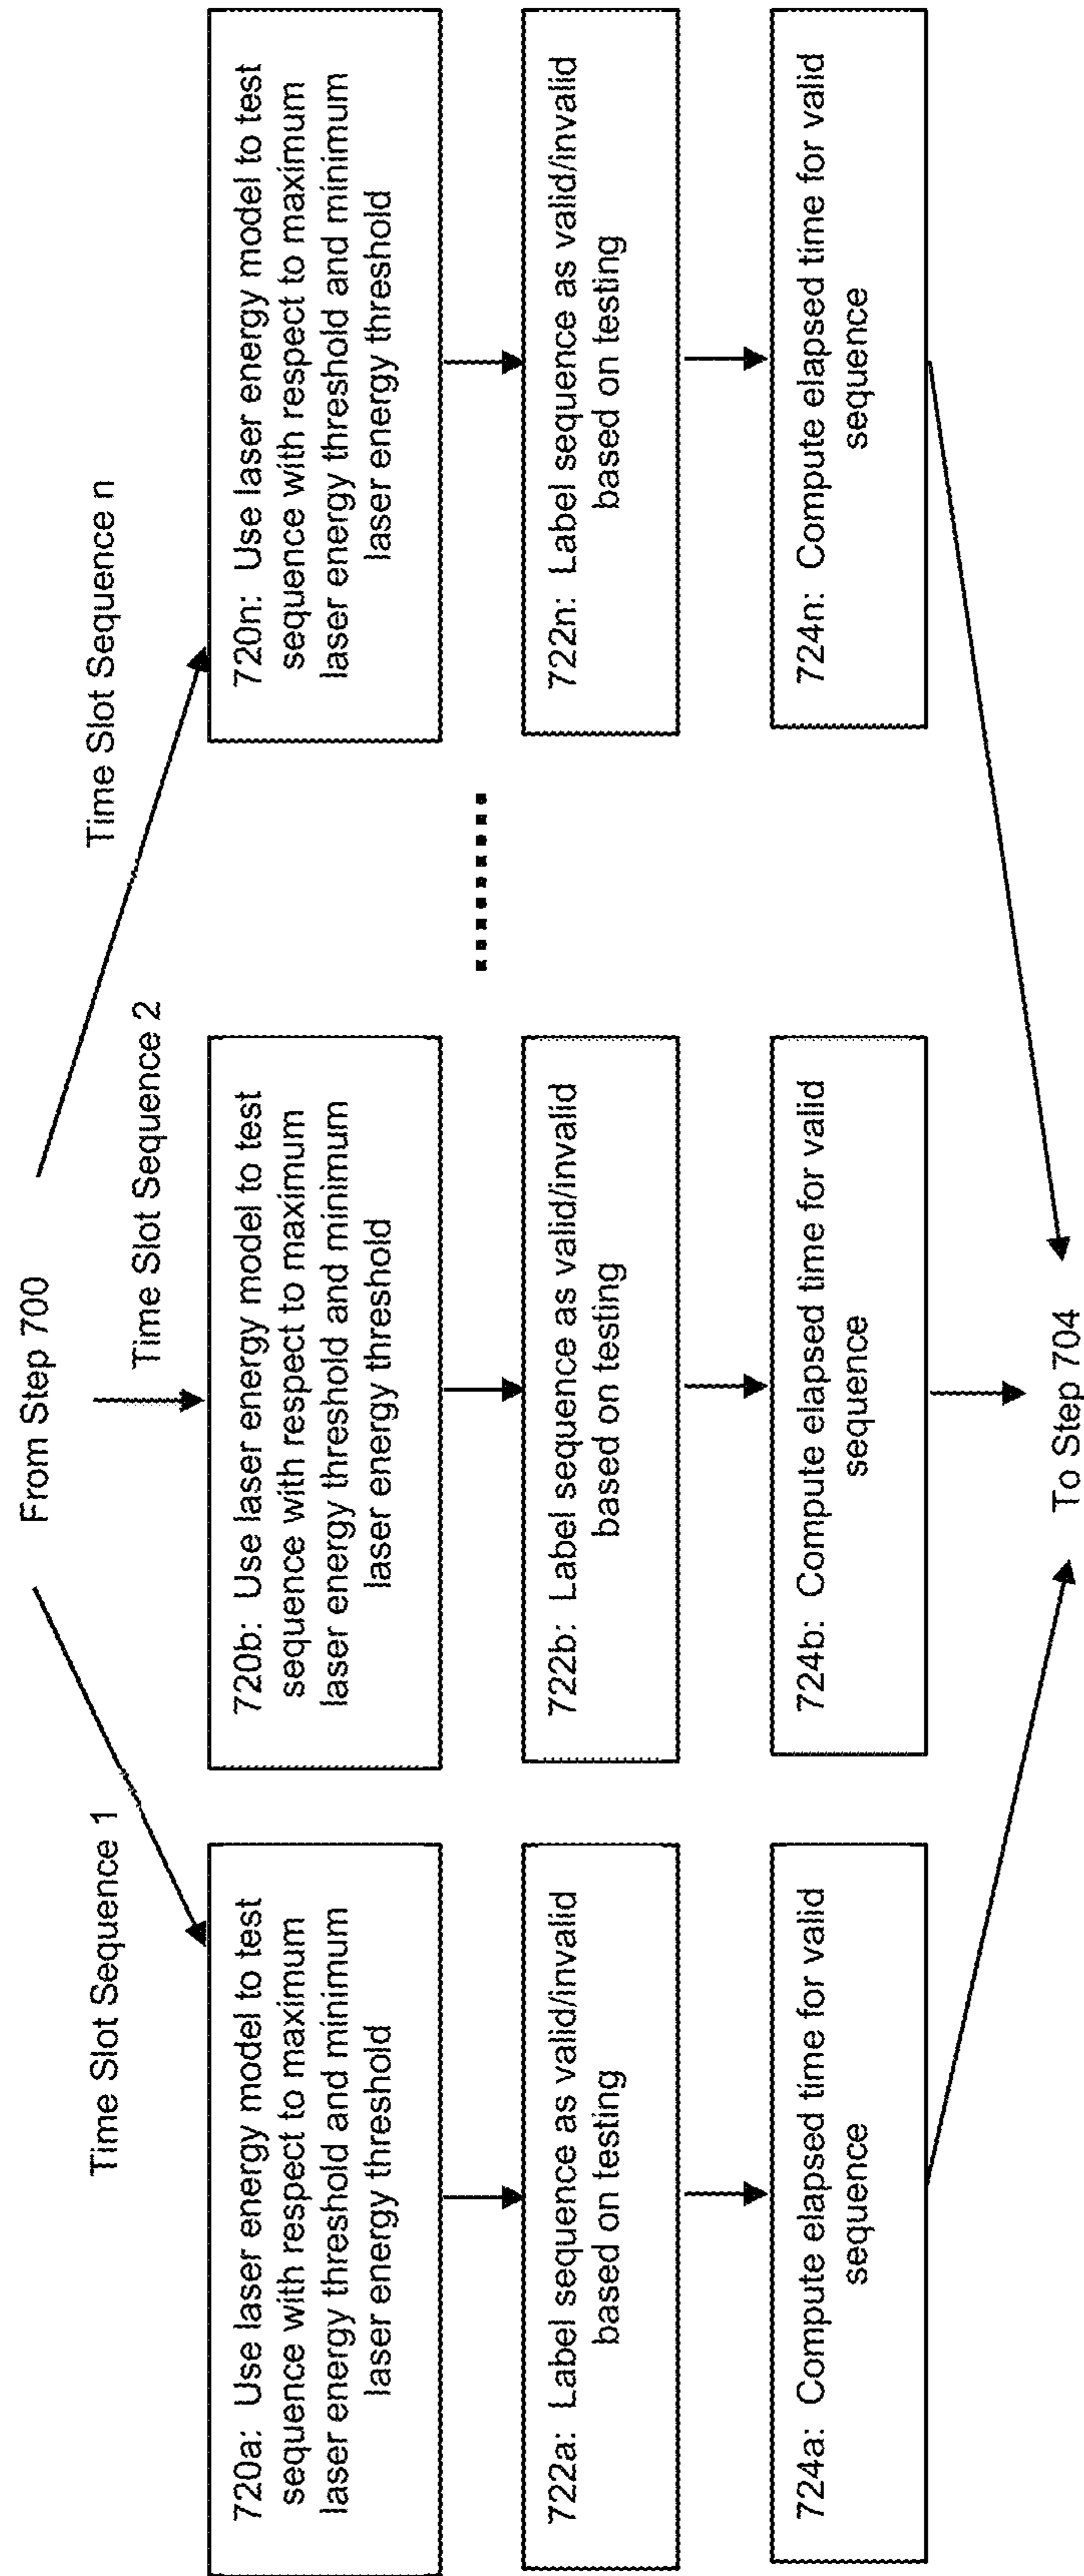 From Step 700
Time Slot Sequence 1
Time Slot Sequence 2
Time Slot Sequence n
720a: Use laser energy model to test
sequence with respect to maximum
laser energy threshold and minimum
laser energy threshold
720b: Use laser energy model to test
sequence with respect to maximum
laser energy threshold and minimum
laser energy threshold
720n: Use laser energy model to test
sequence with respect to maximum
laser energy threshold and minimum
laser energy threshold
722a: Label sequence as valid/invalid
based on testing
722b: Label sequence as valid/invalid
based on testing
722n: Label sequence as valid/invalid
based on testing
724a: Compute elapsed time for valid
sequence
724b: Compute elapsed time for valid
sequence
724n: Compute elapsed time for valid
sequence
To Step 704